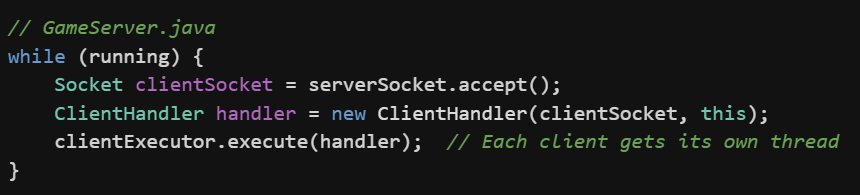 // GameServer.java
while (running) {
    Socket clientSocket = serverSocket.accept();
    ClientHandler handler = new ClientHandler(clientSocket, this);
    clientExecutor.execute(handler);  // Each client gets its own thread
}